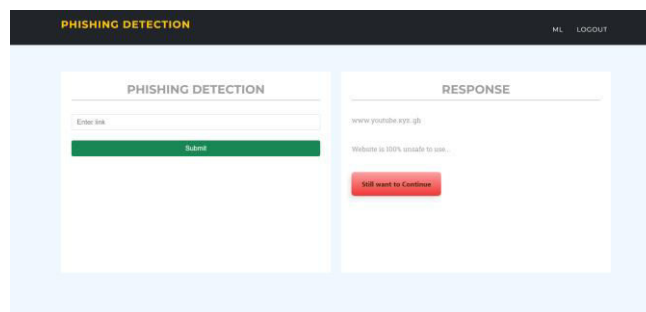 PHISHING DETECTION
ML LOGOUT
PHISHING DETECTION
Enter link
Submit
RESPONSE
www.youtube.xyz.gh
Website is 100% unsafe to use...
Still want to Continue